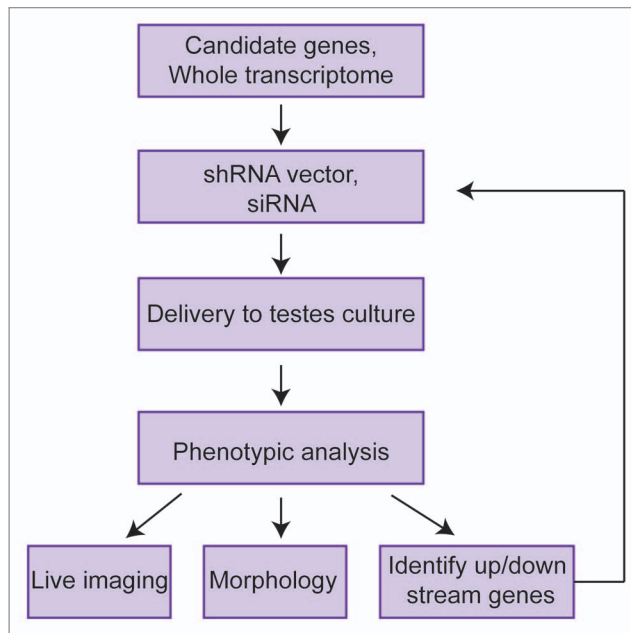 Candidate genes,
Whole transcriptome
shRNA vector,
siRNA
Delivery to testes culture
Phenotypic analysis
Live imaging
Morphology
Identify up/down
stream genes